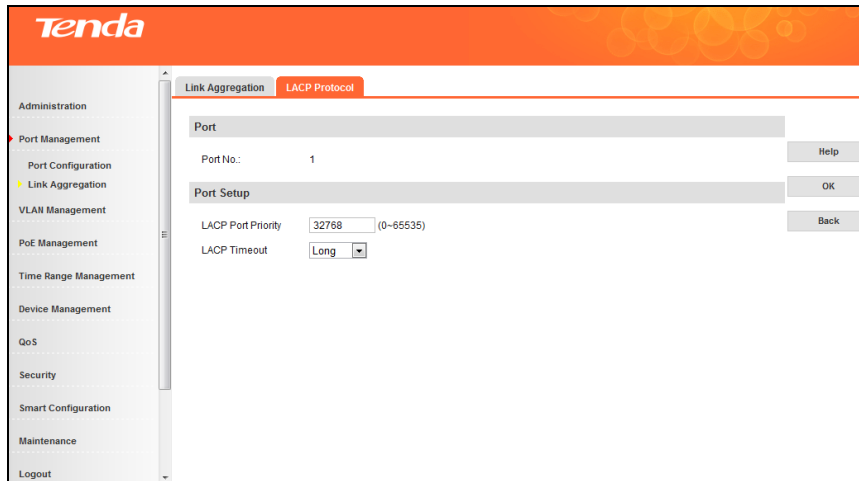 Tenda
Administration
Port Management
Port Configuration
Link Aggregation
VLAN Management
PoE Management
Time Range Management
Device Management
QoS
Security
Smart Configuration
Maintenance
Logout
Link Aggregation LACP Protocol
Port
Port No.: 1
Port Setup
LACP Port Priority 32768 (0~65535)
LACP Timeout Long
Help
OK
Back